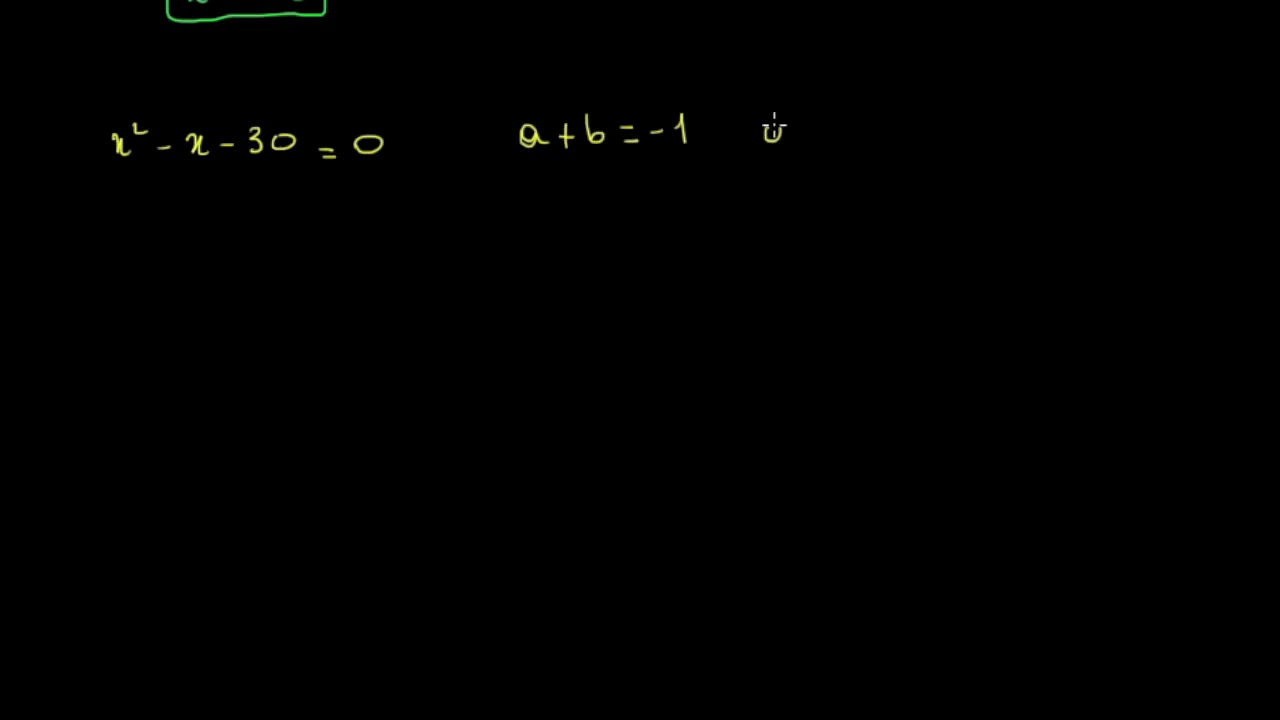 x² - x - 30 = 0 a + b = -1